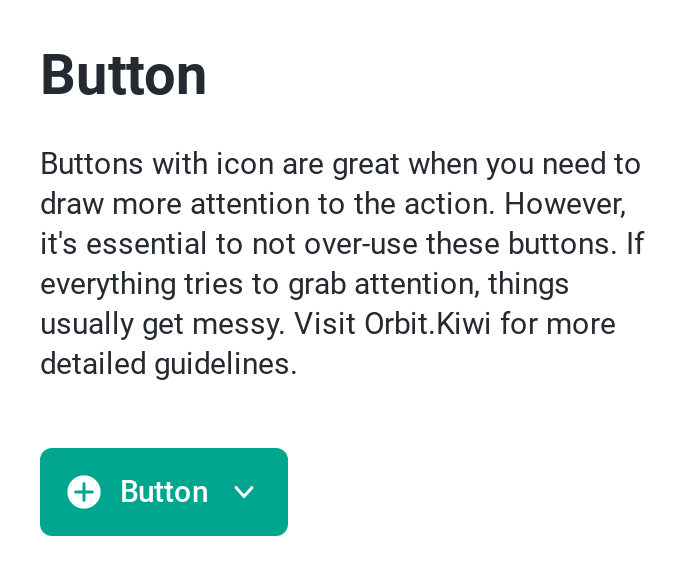 Button
Buttons with icon are great when you need to
draw more attention to the action. However,
it's essential to not over-use these buttons. If
everything tries to grab attention, things
usually get messy. Visit Orbit.Kiwi for more
detailed guidelines.
Button